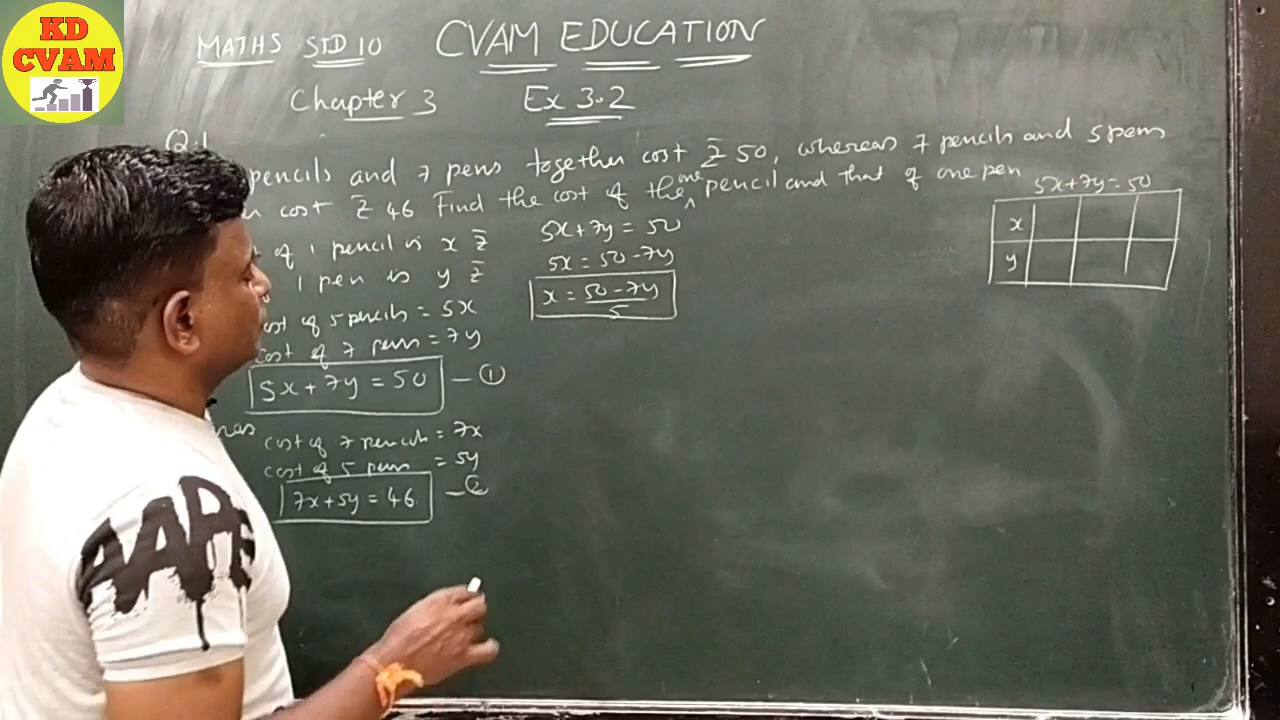 KD
CVAM
MATHS STD 10 CVAM EDUCATION
Chapter 3 Ex 3.2
Q.1
pencils and 7 pens together cost ₹ 50, whereas 7 pencils and 5 pens
cost ₹ 46 Find the cost of the one pencil and that of one pen
of 1 pencil is x ₹
1 pen is y ₹
cost of 5 pencils = 5x
cost of 7 pens = 7y
5x + 7y = 50 — ①
cost of 7 pencils = 7x
cost of 5 pens = 5y
7x + 5y = 46 — ②
5x + 7y = 50
5x = 50 - 7y
x = 50 - 7y
5
5x + 7y = 50
x
y
AAPE